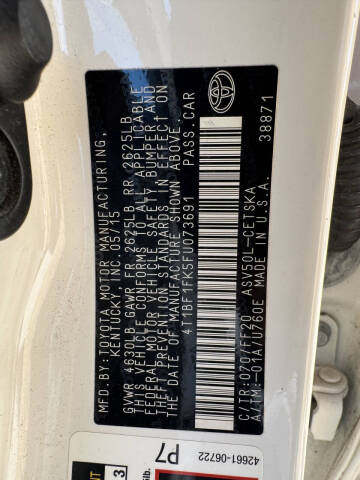 MFD.BY:TOYOTA MOTOR MANUFACTURING,
KENTUCKY, INC. 05/15
GVWR 4630LB GAWR FR 2625LB RR 2625LB
THIS VEHICLE CONFORMS TO ALL APPLICABLE
FEDERAL MOTOR VEHICLE SAFETY, BUMPER AND
THEFT PREVENTION STANDARDS IN EFFECT ON
THE DATE OF MANUFACTURE SHOWN ABOVE.
4T1BF1FK5FU073691 PASS.CAR
C/TR:070/FF20 ASV50L-CETSKA
A/TM:-01A/U760E MADE IN U.S.A. 38871
42661-06722
P7